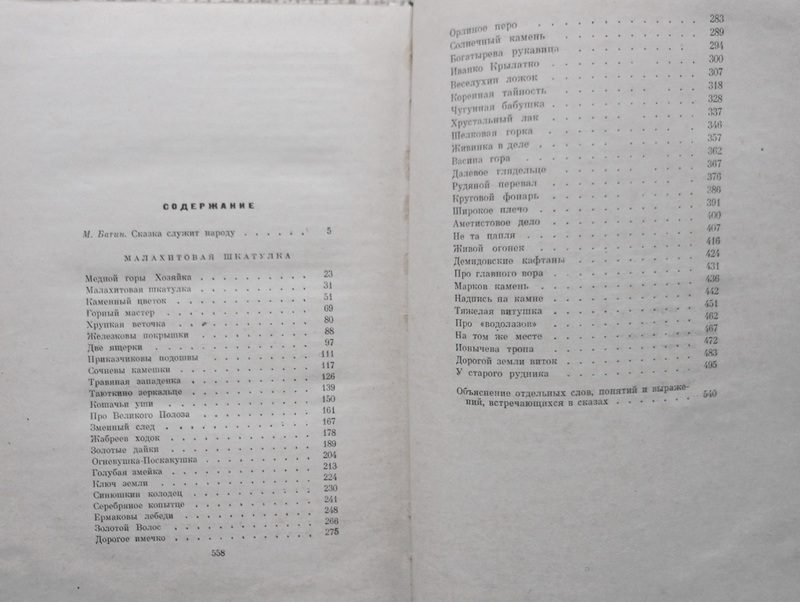 СОДЕРЖАНИЕ
М. Батин. Сказка служит народу . . . . . . 5
МАЛАХИТОВАЯ ШКАТУЛКА
Медной горы Хозяйка . . . . . . . . . 23
Малахитовая шкатулка . . . . . . . . . 31
Каменный цветок . . . . . . . . . . 51
Горный мастер . . . . . . . . . . . 69
Хрупкая веточка . . . . . . . . . . 80
Железковы покрышки . . . . . . . . . 88
Две ящерки . . . . . . . . . . . . 97
Приказчиковы подошвы . . . . . . . . 111
Сочневы камешки . . . . . . . . . . 117
Травяная западенка . . . . . . . . . 126
Таюткино зеркальце . . . . . . . . . 139
Кошачьи уши . . . . . . . . . . . 150
Про Великого Полоза . . . . . . . . . 161
Змеиный след . . . . . . . . . . . 167
Жабреев ходок . . . . . . . . . . . 178
Золотые дайки . . . . . . . . . . . 189
Огневушка-Поскакушка . . . . . . . . 204
Голубая змейка . . . . . . . . . . . 213
Ключ земли . . . . . . . . . . . . 224
Синюшкин колодец . . . . . . . . . . 230
Серебряное копытце . . . . . . . . . 241
Ермаковы лебеди . . . . . . . . . . 248
Золотой Волос . . . . . . . . . . . 266
Дорогое имечко . . . . . . . . . . . 275
558
Орлиное перо . . . . . . . . . . . 283
Солнечный камень . . . . . . . . . . 289
Богатырева рукавица . . . . . . . . . 294
Иванко Крылатко . . . . . . . . . . 300
Веселухин ложок . . . . . . . . . . 307
Коренная тайность . . . . . . . . . . 318
Чугунная бабушка . . . . . . . . . . 328
Хрустальный лак . . . . . . . . . . 337
Шелковая горка . . . . . . . . . . . 346
Живинка в деле . . . . . . . . . . . 357
Васина гора . . . . . . . . . . . . 362
Далевое глядельце . . . . . . . . . . 367
Рудяной перевал . . . . . . . . . . 376
Круговой фонарь . . . . . . . . . . 386
Широкое плечо . . . . . . . . . . . 391
Аметистовое дело . . . . . . . . . . 400
Не та цапля . . . . . . . . . . . . 407
Живой огонек . . . . . . . . . . . 416
Демидовские кафтаны . . . . . . . . . 424
Про главного вора . . . . . . . . . . 431
Марков камень . . . . . . . . . . . 436
Надпись на камне . . . . . . . . . . 442
Тяжелая витушка . . . . . . . . . . 451
Про «водолазов» . . . . . . . . . . 462
На том же месте . . . . . . . . . . 467
Ионычева тропа . . . . . . . . . . . 472
Дорогой земли виток . . . . . . . . . 483
У старого рудника . . . . . . . . . . 495
Объяснение отдельных слов, понятий и выраже-
ний, встречающихся в сказах . . . . . . . 540